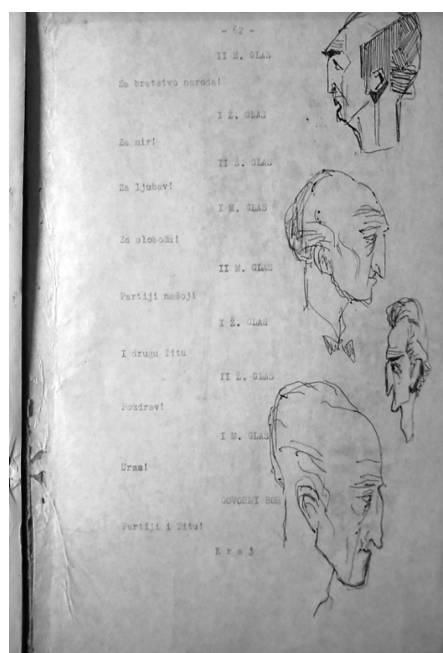 - 62 -
II M. GLAS
Za bratstvo naroda!
I Ž. GLAS
Za mir!
II Ž. GLAS
Za ljubav!
I M. GLAS
Za slobodu!
II M. GLAS
Partiji našoj!
I Ž. GLAS
I drugu Titu
II Ž. GLAS
Pozdrav!
I M. GLAS
Uraa!
GOVORNI HOR
Partiji i Titu!
K r a j